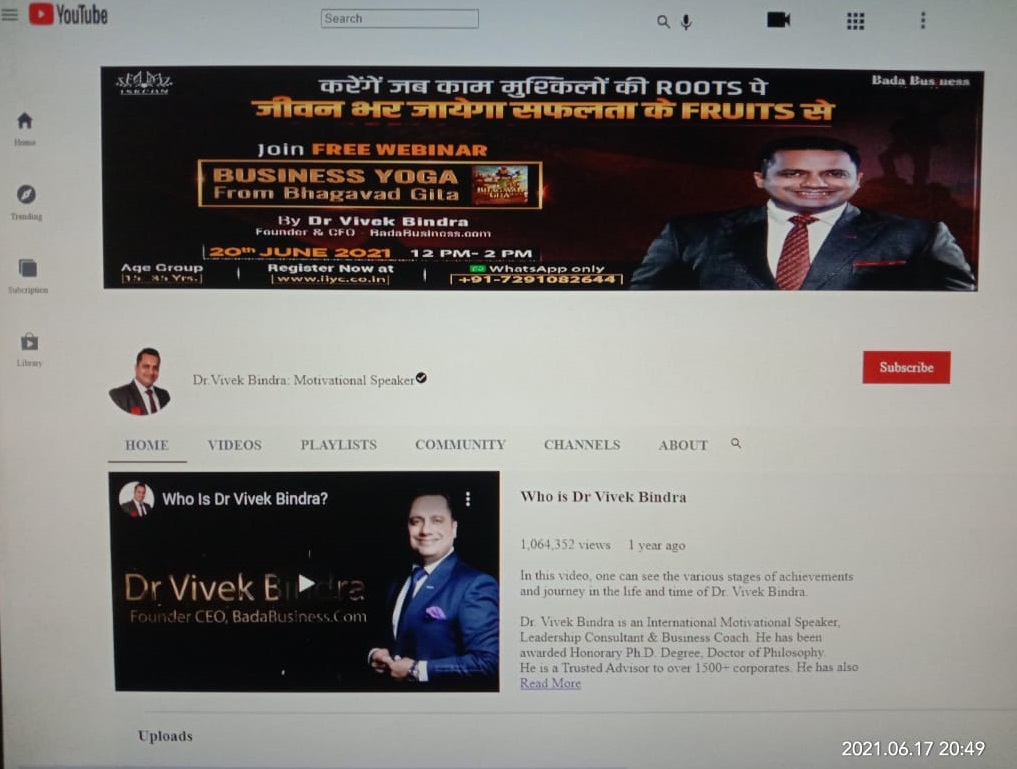 YouTube
Search
Home
Trending
Subcription
Library
ISKCON
Bada Business
करेंगें जब काम मुश्किलों की ROOTS पे
जीवन भर जायेगा सफलता के FRUITS से
Join FREE WEBINAR
BUSINESS YOGA
From Bhagavad Gita
By Dr Vivek Bindra
Founder & CEO - BadaBusiness.com
20th JUNE 2021 12 PM- 2 PM
Age Group
15 - 35 Yrs.
Register Now at
www.iiyc.co.in
WhatsApp only
+91-7291082644
Dr.Vivek Bindra: Motivational Speaker
Subscribe
HOME VIDEOS PLAYLISTS COMMUNITY CHANNELS ABOUT
Who Is Dr Vivek Bindra?
Dr Vivek Bindra
Founder CEO, BadaBusiness.Com
Who is Dr Vivek Bindra
1,064,352 views 1 year ago
In this video, one can see the various stages of achievements
and journey in the life and time of Dr. Vivek Bindra.
Dr. Vivek Bindra is an International Motivational Speaker,
Leadership Consultant & Business Coach. He has been
awarded Honorary Ph.D. Degree, Doctor of Philosophy.
He is a Trusted Advisor to over 1500+ corporates. He has also
Read More
Uploads
2021.06.17 20:49